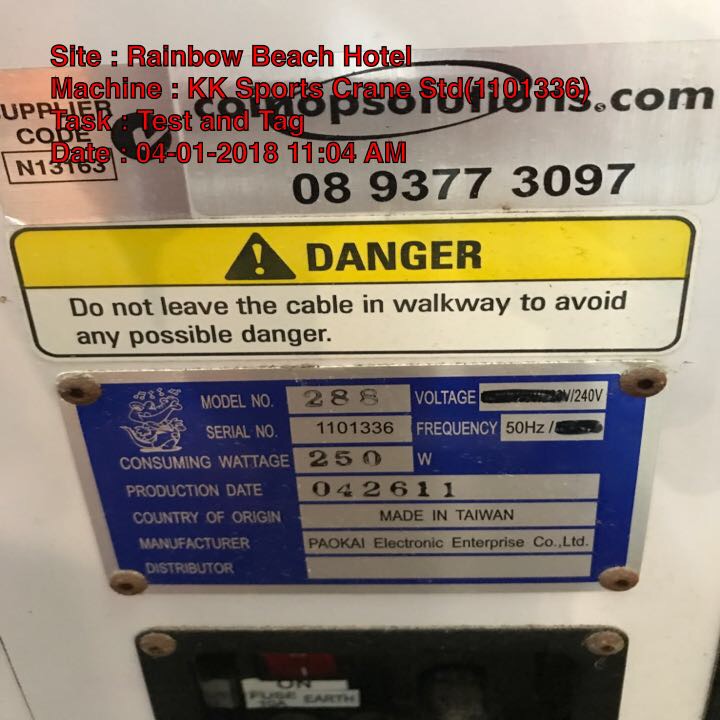 Site : Rainbow Beach Hotel
Machine : KK Sports Crane Std(1101336)
Task : Test and Tag
Date : 04-01-2018 11:04 AM
SUPPLIER
CODE
N13163
coinopsolutions.com
08 9377 3097
DANGER
Do not leave the cable in walkway to avoid
any possible danger.
MODEL NO. 288 VOLTAGE V/240V
SERIAL NO. 1101336 FREQUENCY 50Hz /
CONSUMING WATTAGE 250 W
PRODUCTION DATE 042611
COUNTRY OF ORIGIN MADE IN TAIWAN
MANUFACTURER PAOKAI Electronic Enterprise Co.,Ltd.
DISTRIBUTOR
ON
FUSE EARTH